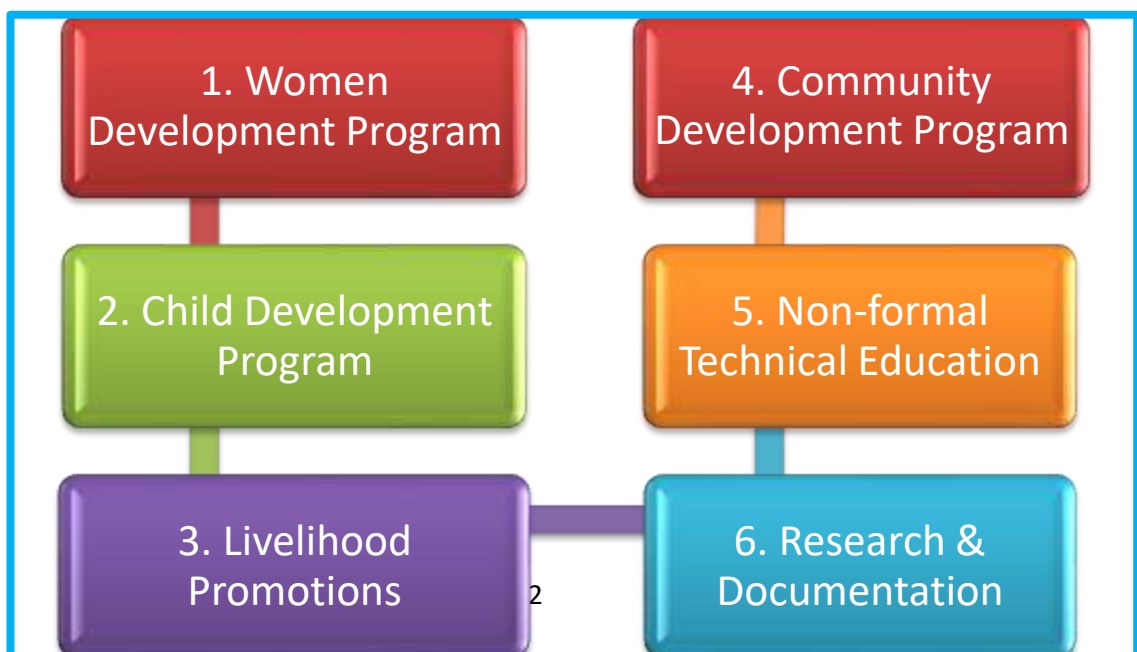 1. Women
Development Program
2. Child Development
Program
3. Livelihood
Promotions
4. Community
Development Program
5. Non-formal
Technical Education
6. Research &
Documentation
2